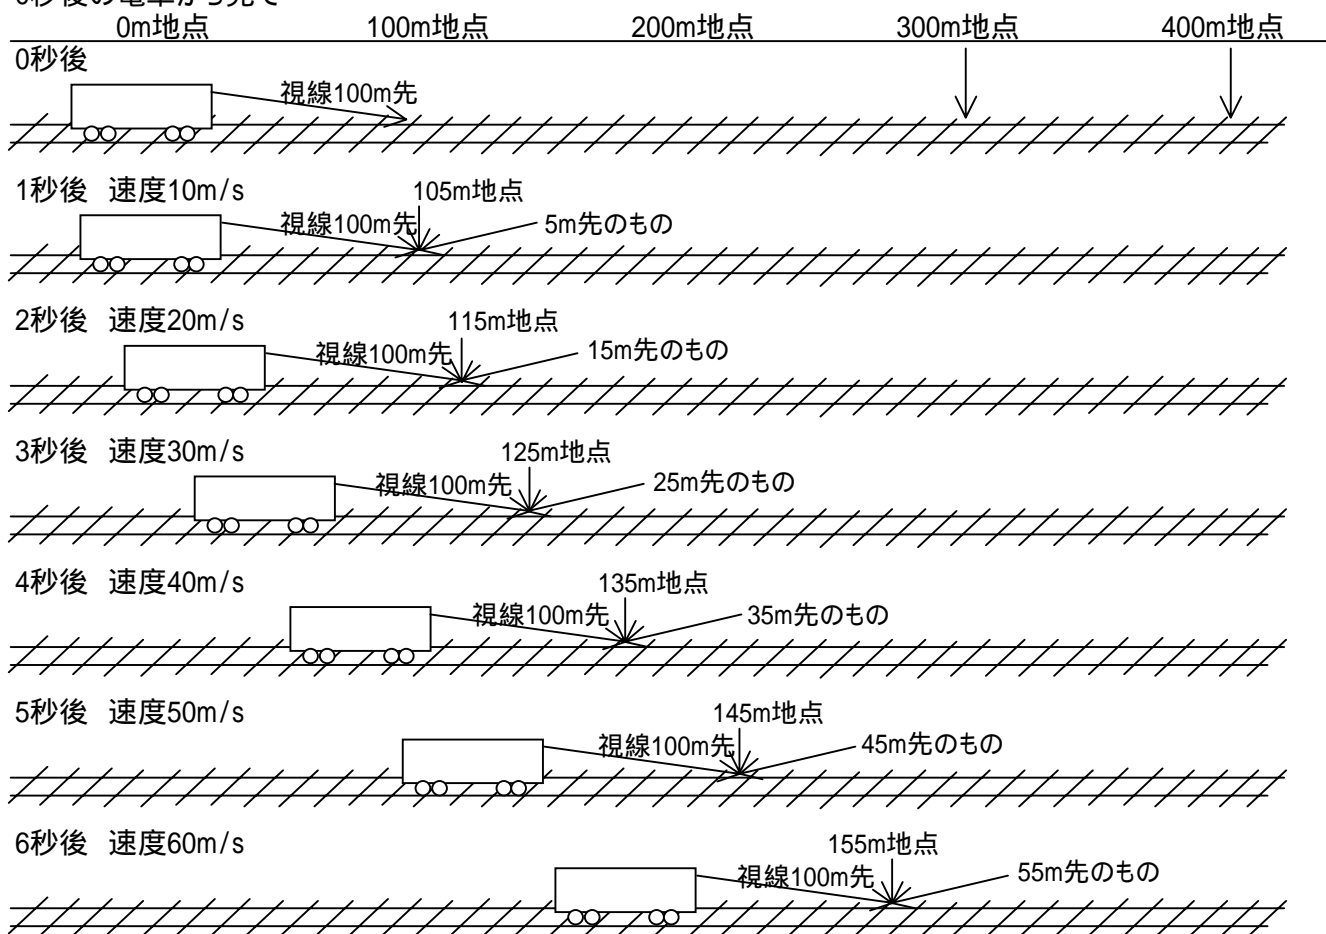 0m地点 100m地点 200m地点 300m地点 400m地点
0秒後
視線100m先
1秒後 速度10m/s
105m地点
視線100m先
5m先のもの
2秒後 速度20m/s
115m地点
視線100m先
15m先のもの
3秒後 速度30m/s
125m地点
視線100m先
25m先のもの
4秒後 速度40m/s
135m地点
視線100m先
35m先のもの
5秒後 速度50m/s
145m地点
視線100m先
45m先のもの
6秒後 速度60m/s
155m地点
視線100m先
55m先のもの